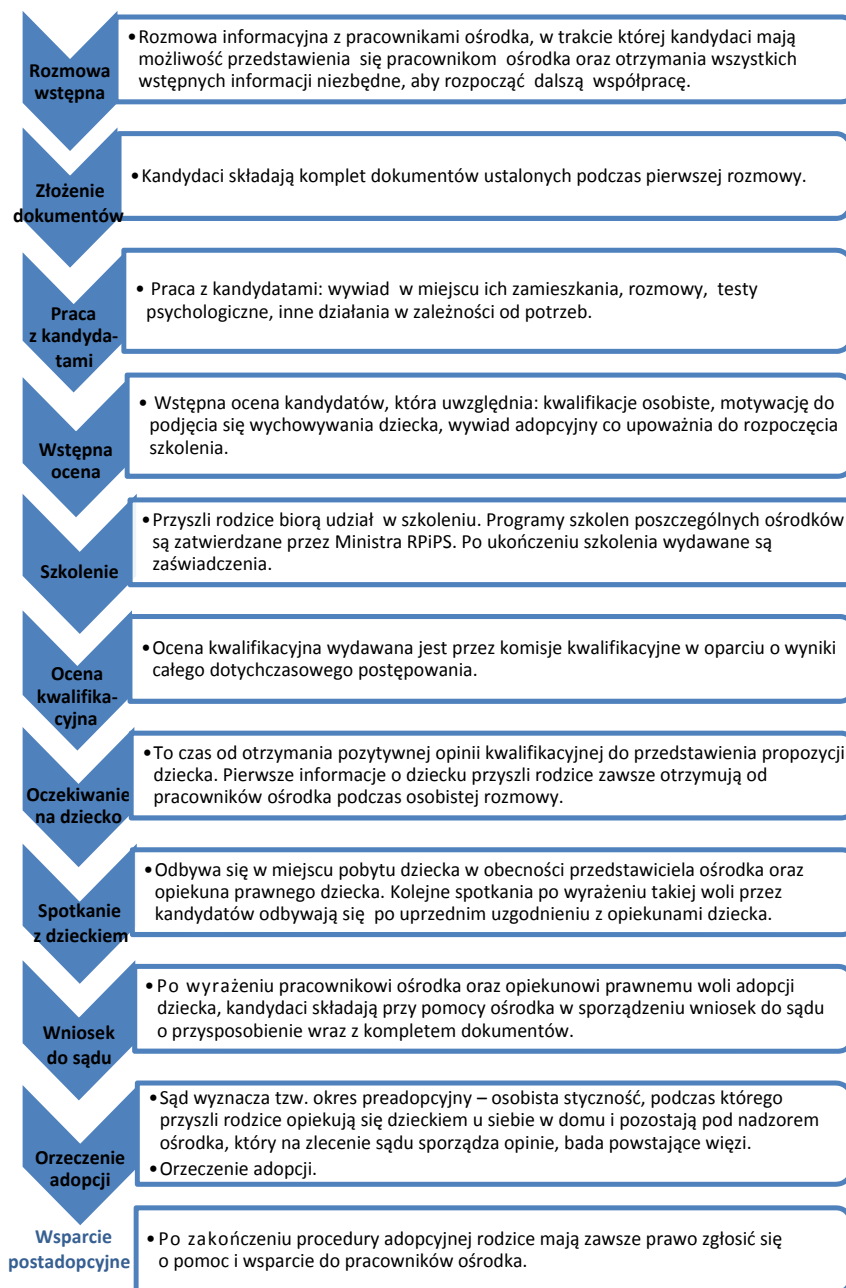 Rozmowa
wstępna
•Rozmowa informacyjna z pracownikami ośrodka, w trakcie której kandydaci mają
możliwość przedstawienia się pracownikom ośrodka oraz otrzymania wszystkich
wstępnych informacji niezbędne, aby rozpocząć dalszą współpracę.
Złożenie
dokumentów
•Kandydaci składają komplet dokumentów ustalonych podczas pierwszej rozmowy.
Praca
z kandyda-
tami
• Praca z kandydatami: wywiad w miejscu ich zamieszkania, rozmowy, testy
psychologiczne, inne działania w zależności od potrzeb.
Wstępna
ocena
• Wstępna ocena kandydatów, która uwzględnia: kwalifikacje osobiste, motywację do
podjęcia się wychowywania dziecka, wywiad adopcyjny co upoważnia do rozpoczęcia
szkolenia.
Szkolenie
•Przyszli rodzice biorą udział w szkoleniu. Programy szkolen poszczególnych ośrodków
są zatwierdzane przez Ministra RPiPS. Po ukończeniu szkolenia wydawane są
zaświadczenia.
Ocena
kwalifika-
cyjna
•Ocena kwalifikacyjna wydawana jest przez komisje kwalifikacyjne w oparciu o wyniki
całego dotychczasowego postępowania.
Oczekiwanie
na dziecko
•To czas od otrzymania pozytywnej opinii kwalifikacyjnej do przedstawienia propozycji
dziecka. Pierwsze informacje o dziecku przyszli rodzice zawsze otrzymują od
pracowników ośrodka podczas osobistej rozmowy.
Spotkanie
z dzieckiem
•Odbywa się w miejscu pobytu dziecka w obecności przedstawiciela ośrodka oraz
opiekuna prawnego dziecka. Kolejne spotkania po wyrażeniu takiej woli przez
kandydatów odbywają się po uprzednim uzgodnieniu z opiekunami dziecka.
Wniosek
do sądu
•Po wyrażeniu pracownikowi ośrodka oraz opiekunowi prawnemu woli adopcji
dziecka, kandydaci składają przy pomocy ośrodka w sporządzeniu wniosek do sądu
o przysposobienie wraz z kompletem dokumentów.
Orzeczenie
adopcji
•Sąd wyznacza tzw. okres preadopcyjny – osobista styczność, podczas którego
przyszli rodzice opiekują się dzieckiem u siebie w domu i pozostają pod nadzorem
ośrodka, który na zlecenie sądu sporządza opinie, bada powstające więzi.
•Orzeczenie adopcji.
Wsparcie
postadopcyjne
•Po zakończeniu procedury adopcyjnej rodzice mają zawsze prawo zgłosić się
o pomoc i wsparcie do pracowników ośrodka.